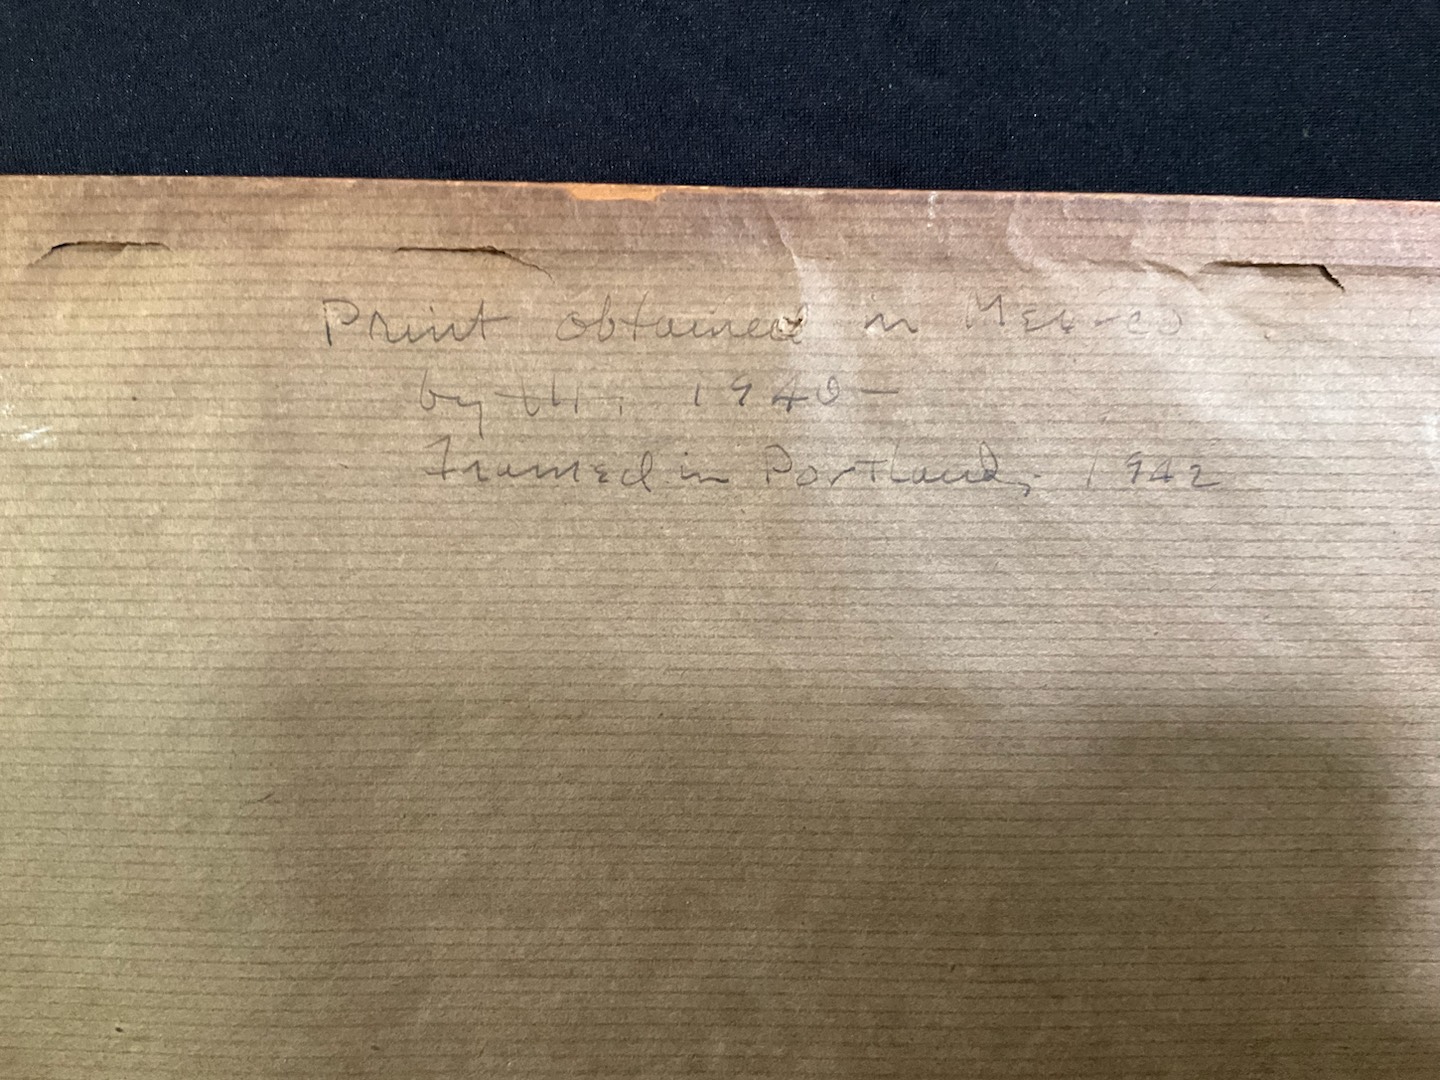 Print obtained in Mexico
by 1940 -
Framed in Portland, 1942